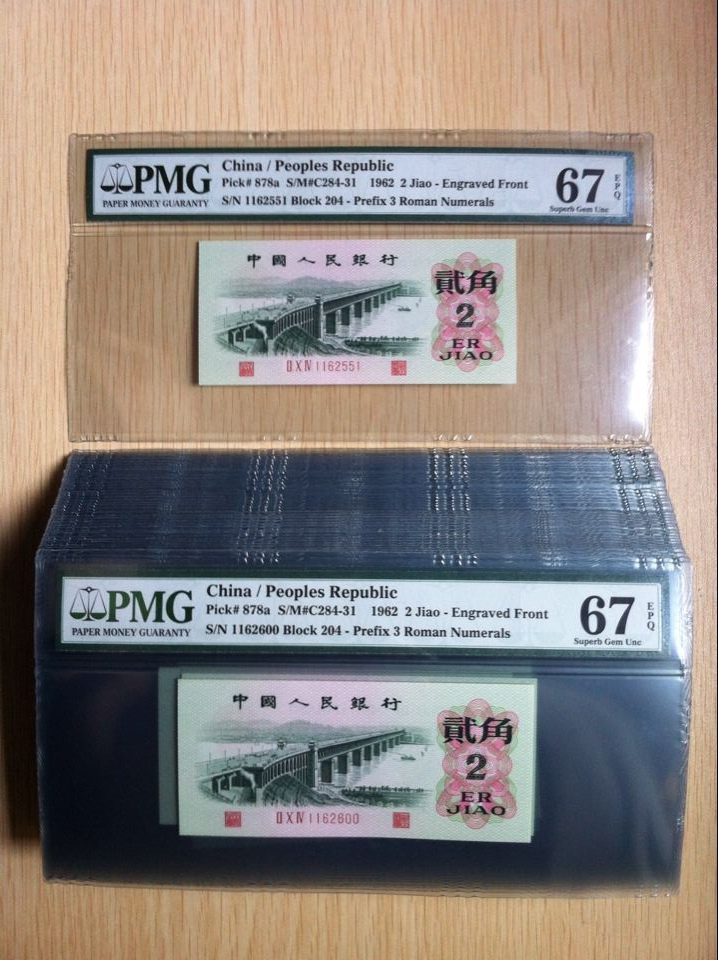 PMG
PAPER MONEY GUARANTY
China / Peoples Republic
Pick# 878a S/M#C284-31 1962 2 Jiao - Engraved Front
S/N 1162551 Block 204 - Prefix 3 Roman Numerals
67 EPQ
Superb Gem Unc
中國人民銀行
貳角
2
ER
JIAO
ⅡⅩⅣ 1162551
PMG
PAPER MONEY GUARANTY
China / Peoples Republic
Pick# 878a S/M#C284-31 1962 2 Jiao - Engraved Front
S/N 1162600 Block 204 - Prefix 3 Roman Numerals
67 EPQ
Superb Gem Unc
中國人民銀行
貳角
2
ER
JIAO
ⅡⅩⅣ 1162600